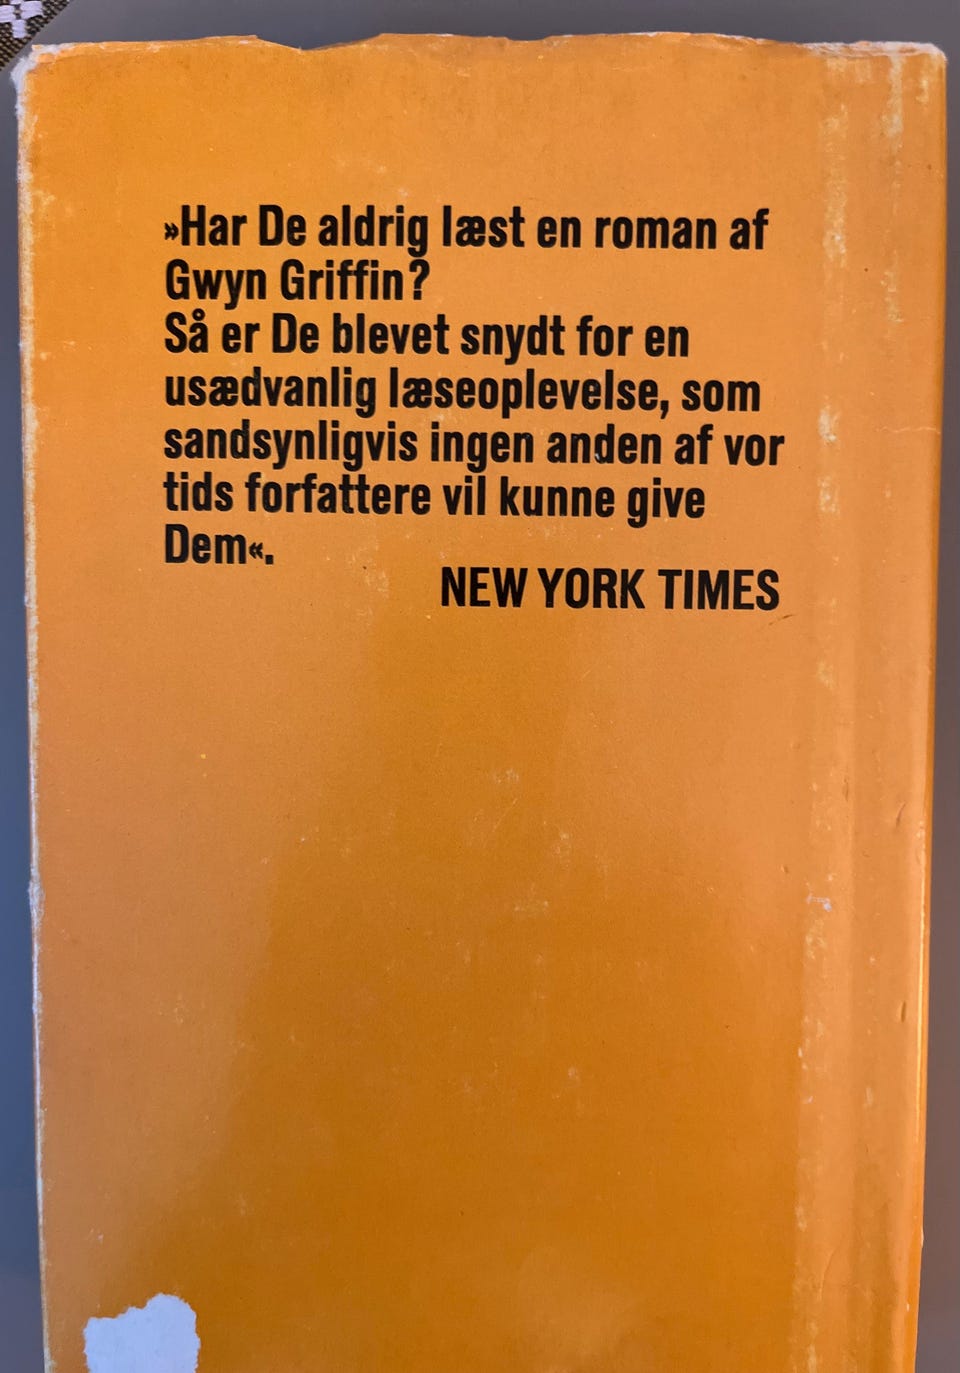 »Har De aldrig læst en roman af
Gwyn Griffin?
Så er De blevet snydt for en
usædvanlig læseoplevelse, som
sandsynligvis ingen anden af vor
tids forfattere vil kunne give
Dem«.
NEW YORK TIMES